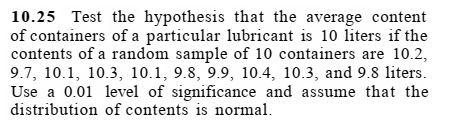 10.25 Test the hypothesis that the average content
of containers of a particular lubricant is 10 liters if the
contents of a random sample of 10 containers are 10.2,
9.7, 10.1, 10.3, 10.1, 9.8, 9.9, 10.4, 10.3, and 9.8 liters.
Use a 0.01 level of significance and assume that the
distribution of contents is normal.